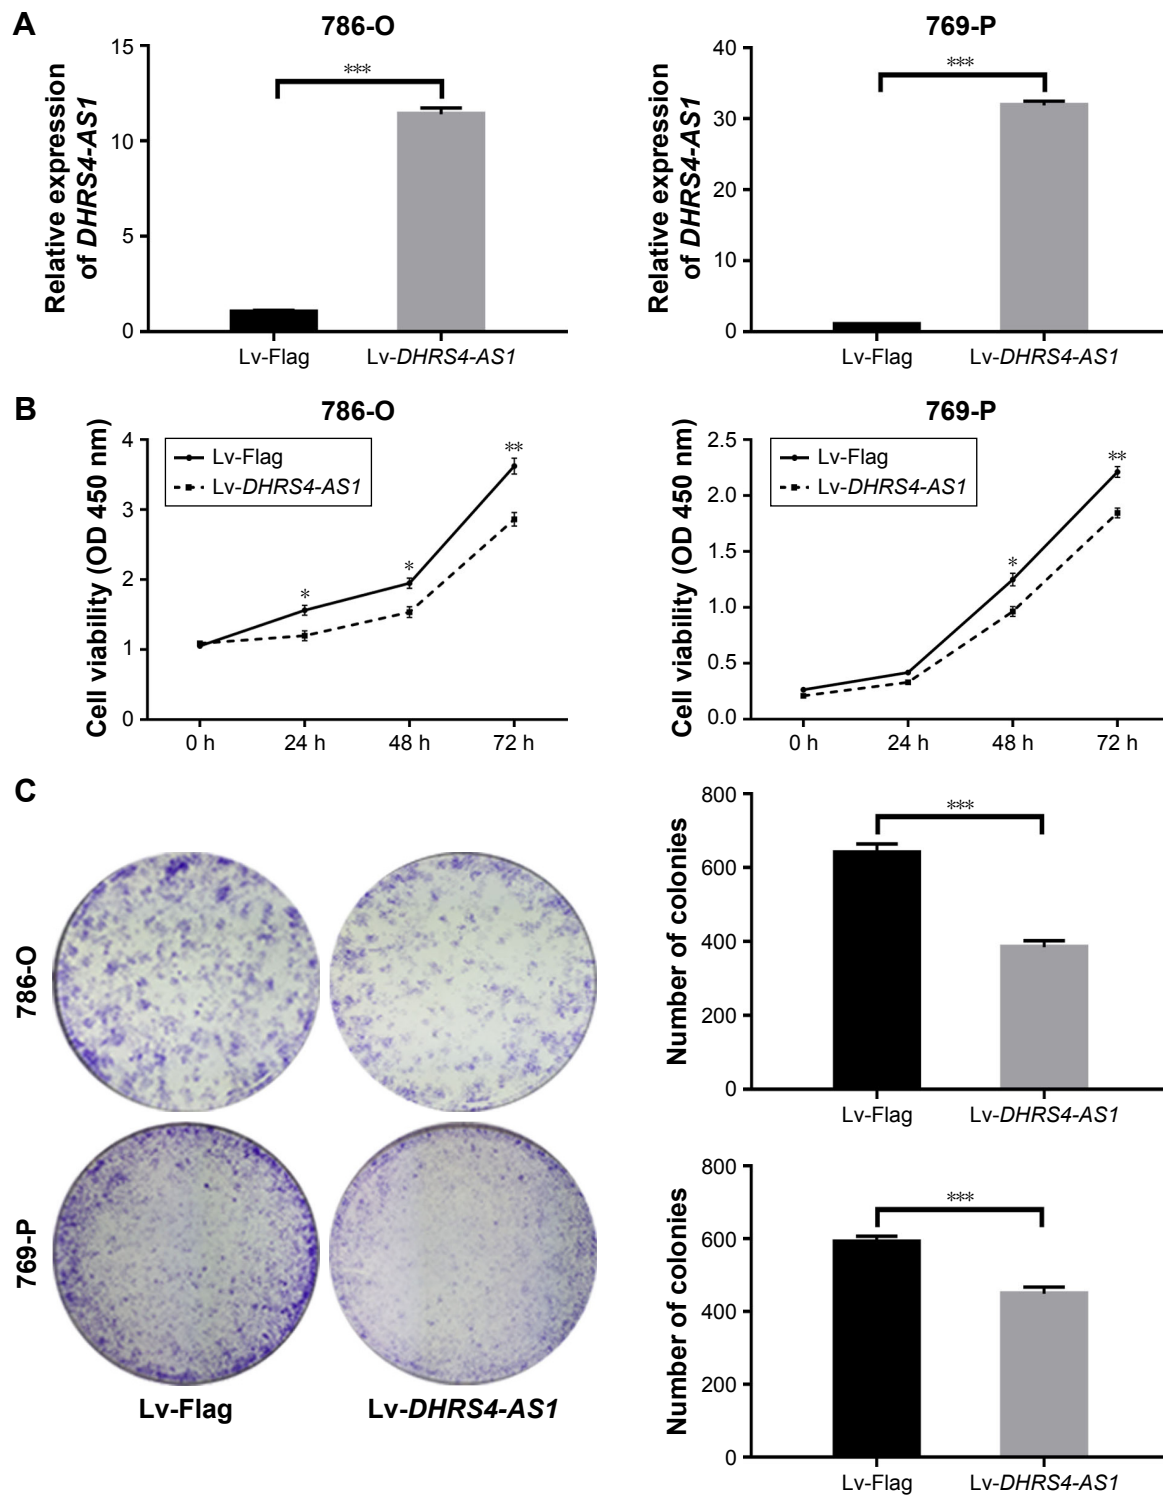 A
786-O
769-P
Relative expression
of DHRS4-AS1
15
10
5
0
***
Lv-Flag
Lv-DHRS4-AS1
Relative expression
of DHRS4-AS1
40
30
20
10
0
***
Lv-Flag
Lv-DHRS4-AS1
B
786-O
769-P
Cell viability (OD 450 nm)
4
3
2
1
0
Lv-Flag
Lv-DHRS4-AS1
*
*
**
0 h
24 h
48 h
72 h
Cell viability (OD 450 nm)
2.5
2.0
1.5
1.0
0.5
0.0
Lv-Flag
Lv-DHRS4-AS1
*
**
0 h
24 h
48 h
72 h
C
786-O
769-P
Lv-Flag
Lv-DHRS4-AS1
Number of colonies
800
600
400
200
0
***
Lv-Flag
Lv-DHRS4-AS1
Number of colonies
800
600
400
200
0
***
Lv-Flag
Lv-DHRS4-AS1